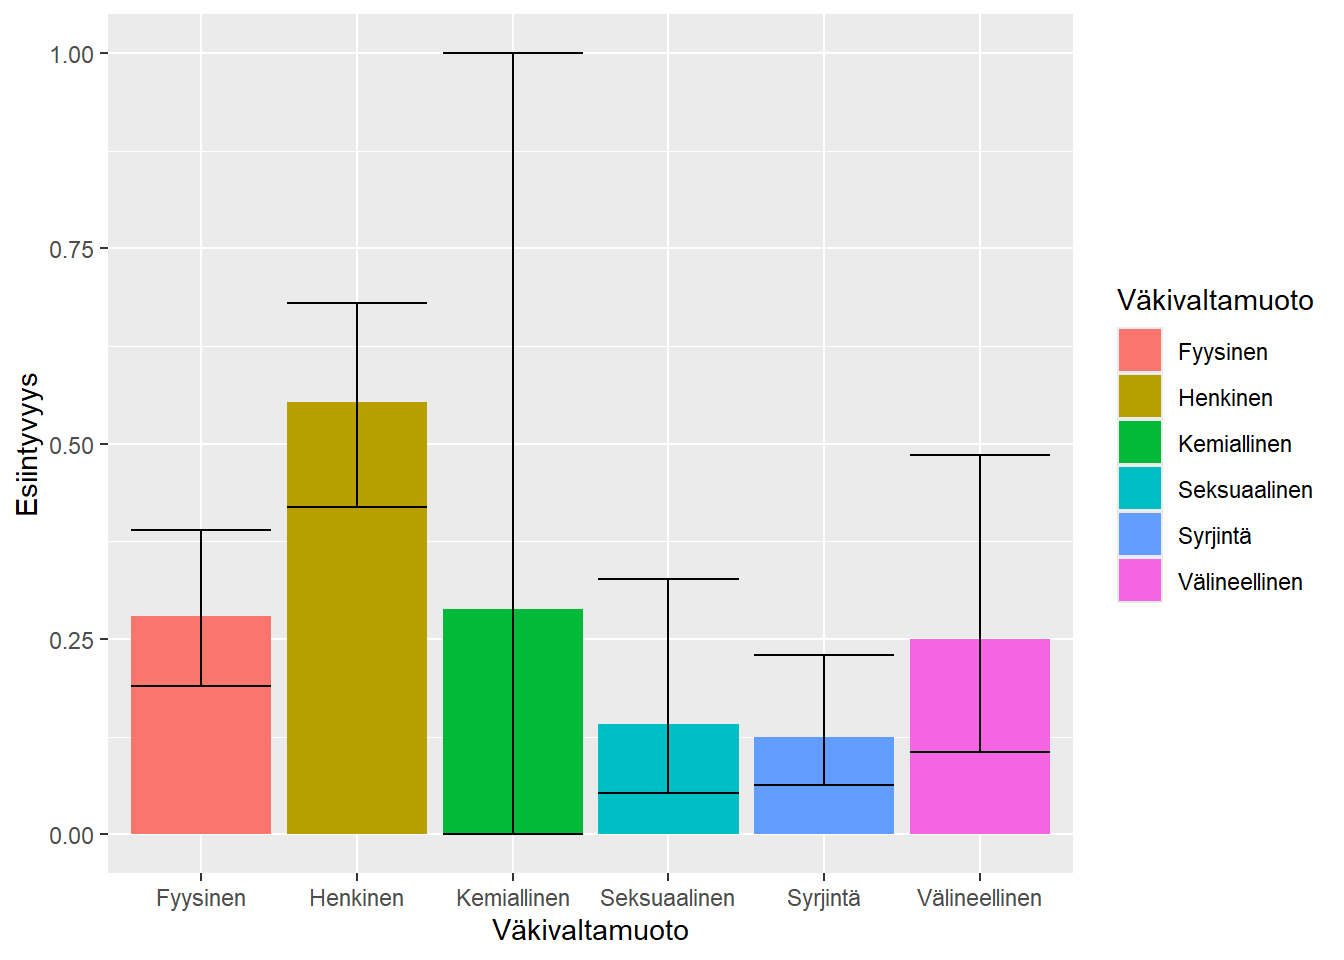 1.00
0.75
0.50
0.25
0.00
Esiintyvyys
Fyysinen
Henkinen
Kemiallinen
Seksuaalinen
Syrjintä
Välineellinen
Väkivaltamuoto
Väkivaltamuoto
Fyysinen
Henkinen
Kemiallinen
Seksuaalinen
Syrjintä
Välineellinen